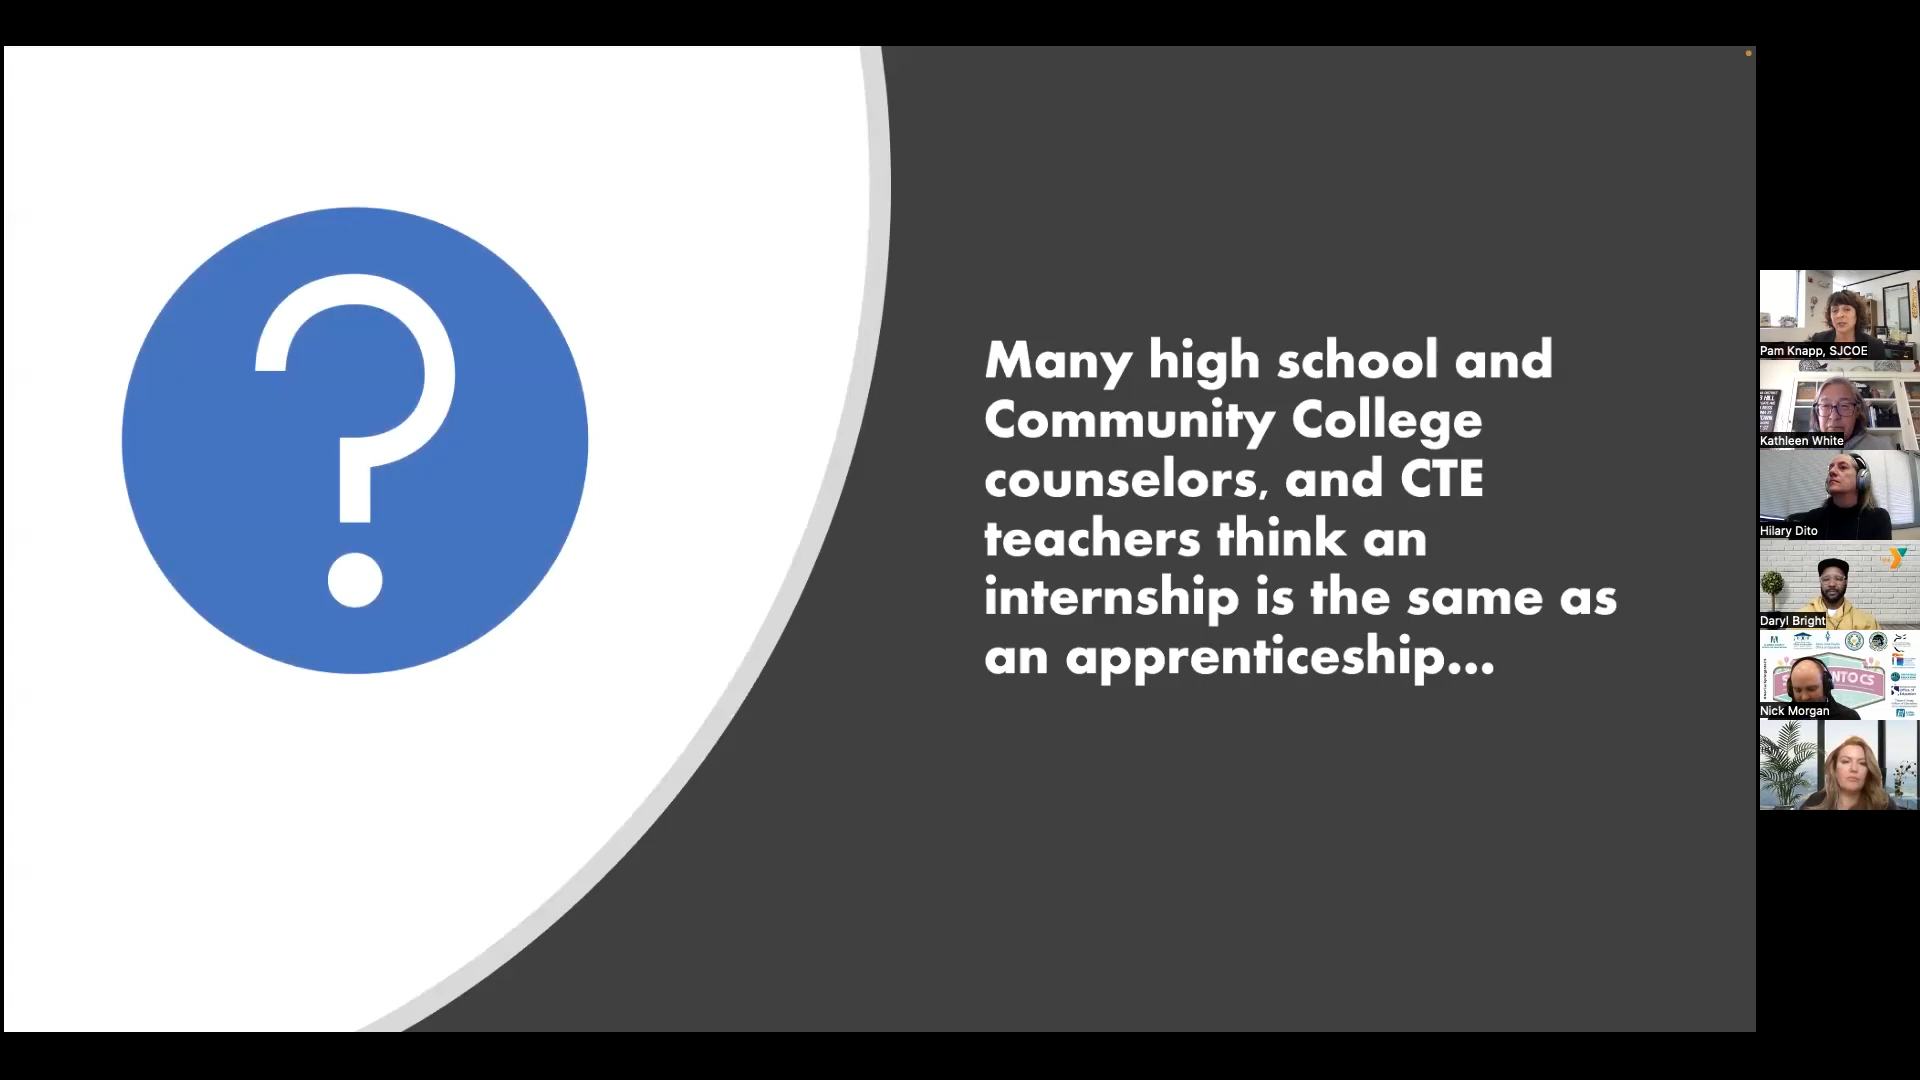 Many high school and
Community College
counselors, and CTE
teachers think an
internship is the same as
an apprenticeship...
Pam Knapp, SJCOE
Kathleen White
Hilary Dito
Daryl Bright
Nick Morgan